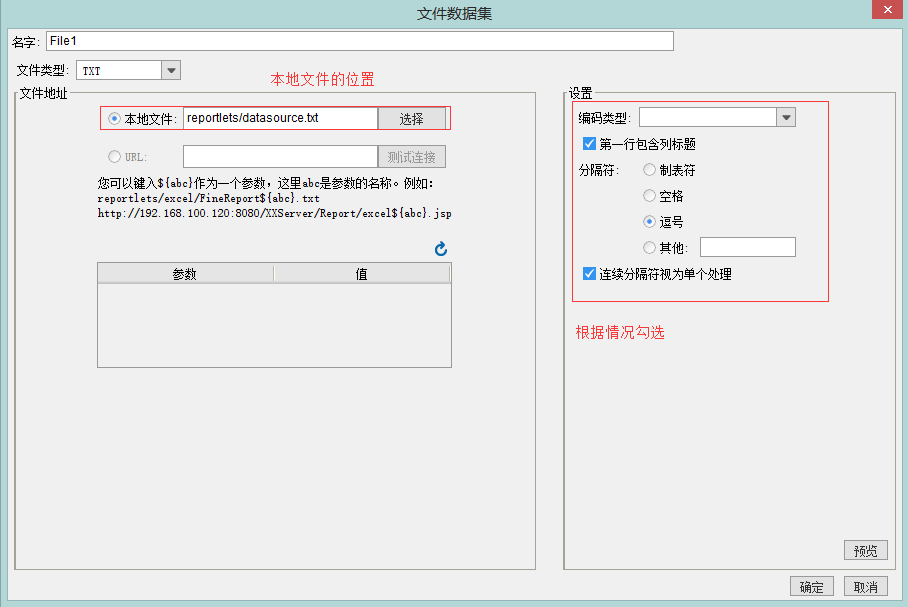 文件数据集
名字: File1
文件类型: TXT
本地文件的位置
文件地址
本地文件: reportlets/datasource.txt 选择
URL: 测试连接
您可以键入${abc}作为一个参数，这里abc是参数的名称。例如：
reportlets/excel/FineReport${abc}.txt
http://192.168.100.120:8080/XXServer/Report/excel${abc}.jsp
参数 值
设置
编码类型:
第一行包含列标题
分隔符: 制表符
空格
逗号
其他:
连续分隔符视为单个处理
根据情况勾选
预览
确定 取消